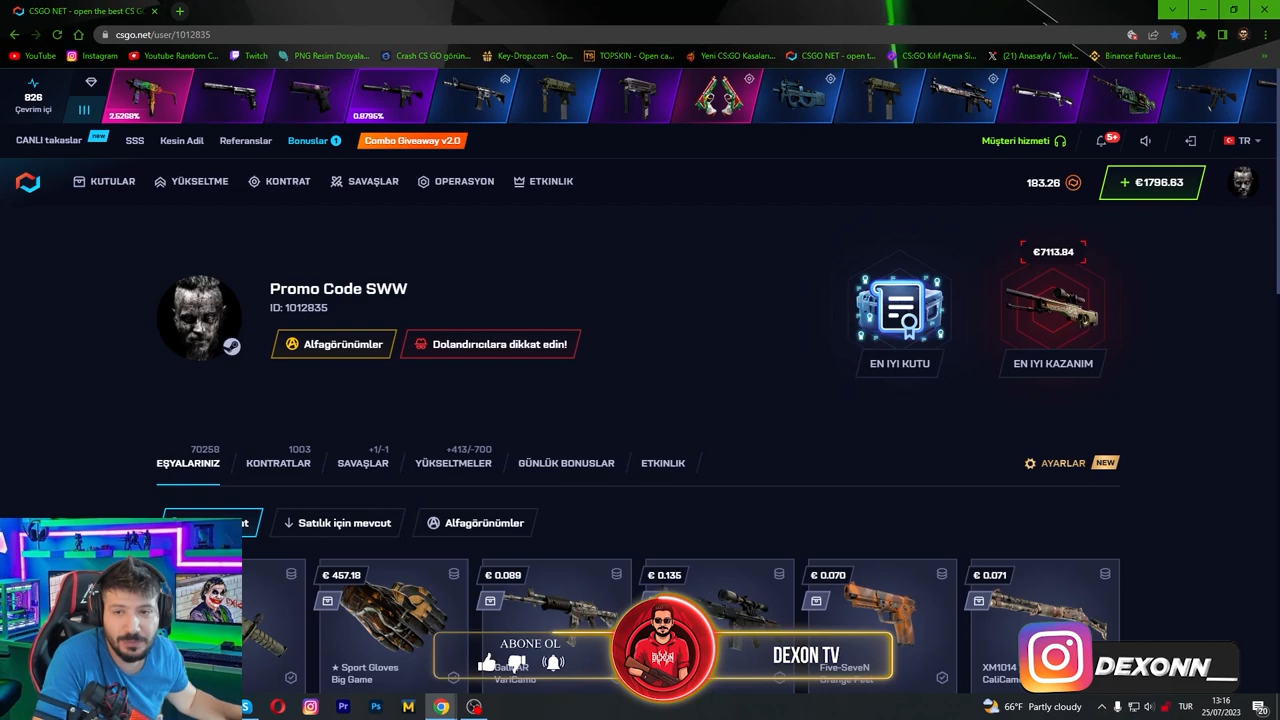 CSGO NET - open the best CS G
csgo.net/user/1012835
YouTube
Instagram
Youtube Random C...
Twitch
PNG Resim Dosyala...
Crash CS GO görün...
Key-Drop.com - Op...
TOPSKIN - Open ca...
Yeni CS:GO Kasaları...
CSGO NET - open t...
CS:GO Kılıf Açma Si...
(21) Anasayfa / Twit...
Binance Futures Lea...
826
Çevrim içi
2.5268%
0.8795%
CANLI takaslar new
SSS
Kesin Adil
Referanslar
Bonuslar 1
Combo Giveaway v2.0
Müşteri hizmeti
5+
TR
KUTULAR
YÜKSELTME
KONTRAT
SAVAŞLAR
OPERASYON
ETKINLIK
183.26
+ €1796.63
€7113.84
Promo Code SWW
ID: 1012835
Alfagörünümler
Dolandırıcılara dikkat edin!
EN IYI KUTU
EN IYI KAZANIM
70258
EŞYALARINIZ
1003
KONTRATLAR
+1/-1
SAVAŞLAR
+413/-700
YÜKSELTMELER
GÜNLÜK BONUSLAR
ETKINLIK
AYARLAR NEW
Satılık için mevcut
Alfagörünümler
€ 457.18
€ 0.089
€ 0.135
€ 0.070
€ 0.071
★ Sport Gloves
Big Game
VariCamo
Five-SeveN
XM1014
CaliCamo
ABONE OL
DEXON TV
DEXONN_
66°F Partly cloudy
TUR
13:16
25/07/2023
20